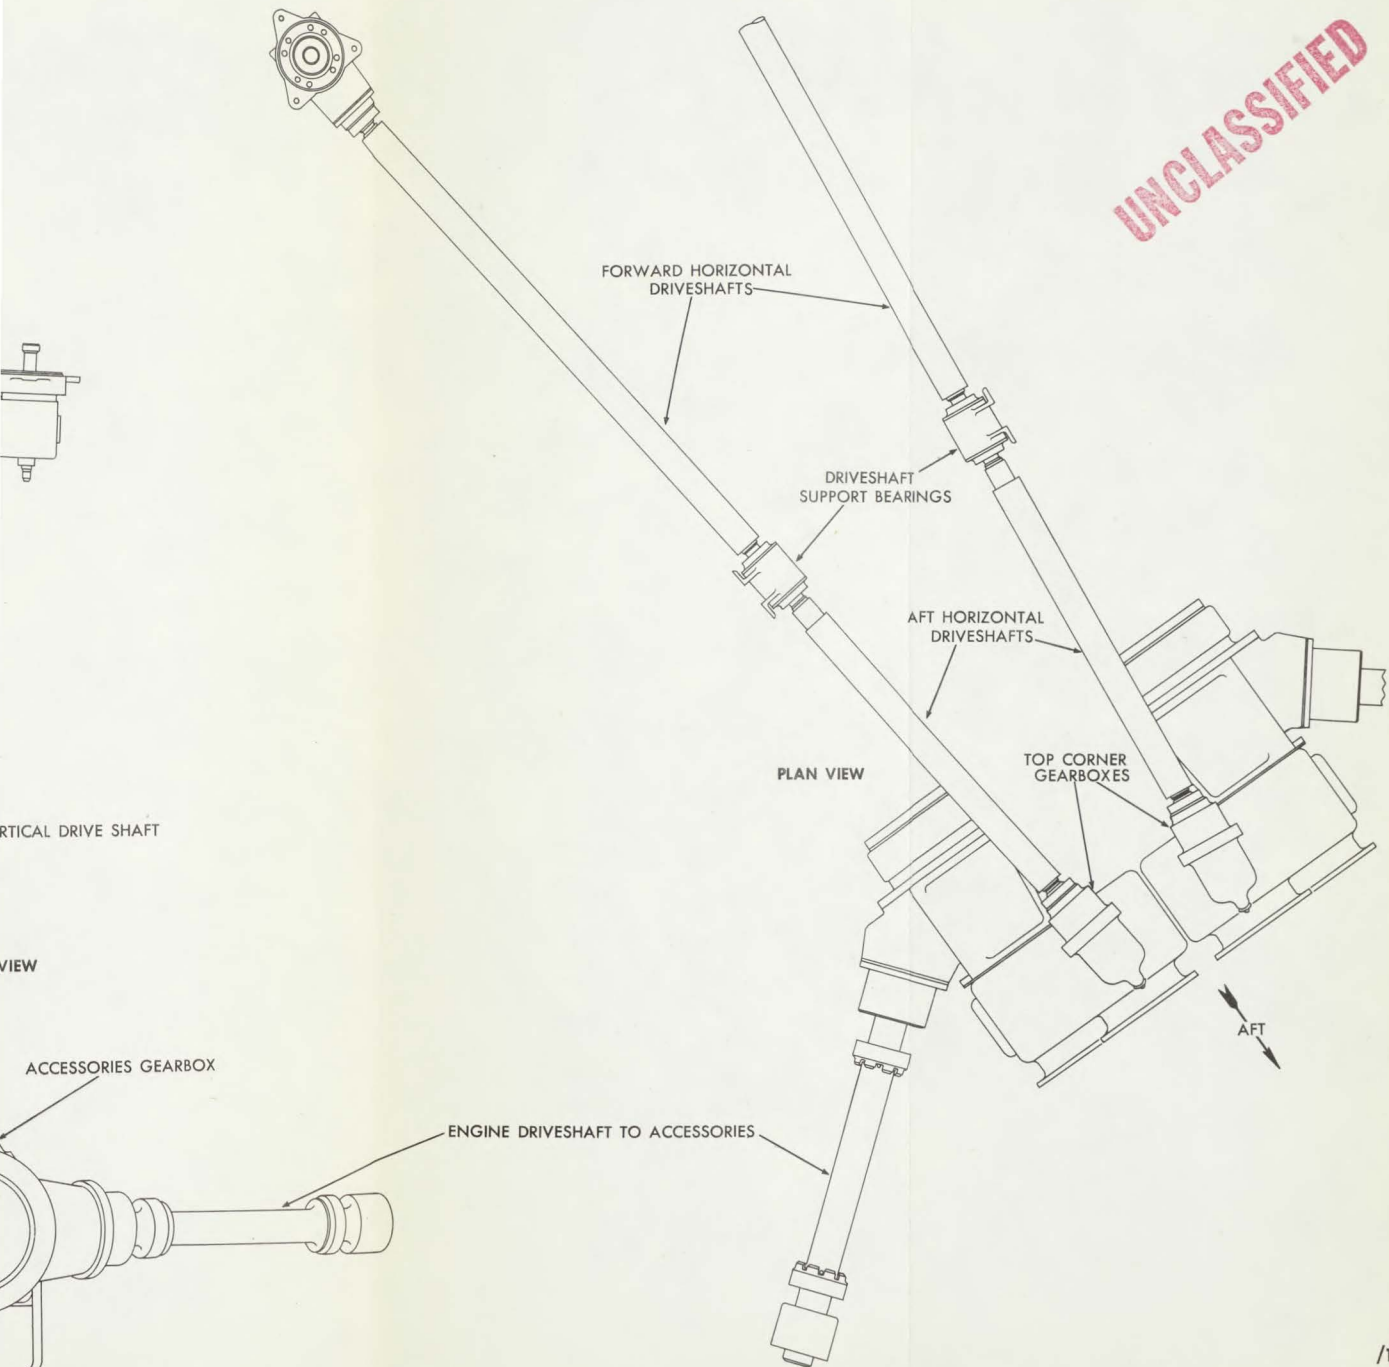 UNCLASSIFIED
FORWARD HORIZONTAL
DRIVESHAFTS
DRIVESHAFT
SUPPORT BEARINGS
AFT HORIZONTAL
DRIVESHAFTS
PLAN VIEW
TOP CORNER
GEARBOXES
RTICAL DRIVE SHAFT
VIEW
AFT
ACCESSORIES GEARBOX
ENGINE DRIVESHAFT TO ACCESSORIES